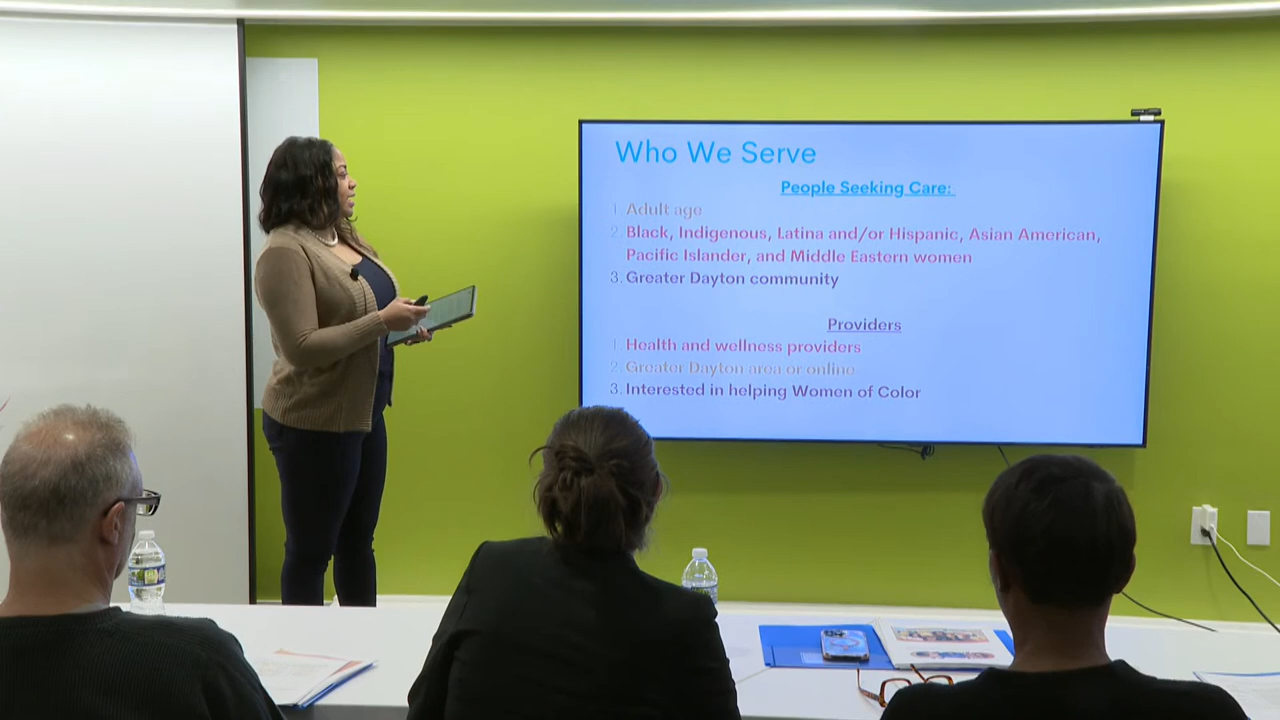 Who We Serve
People Seeking Care:
1. Adult age
2. Black, Indigenous, Latina and/or Hispanic, Asian American,
Pacific Islander, and Middle Eastern women
3. Greater Dayton community
Providers
1. Health and wellness providers
2. Greater Dayton area or online
3. Interested in helping Women of Color